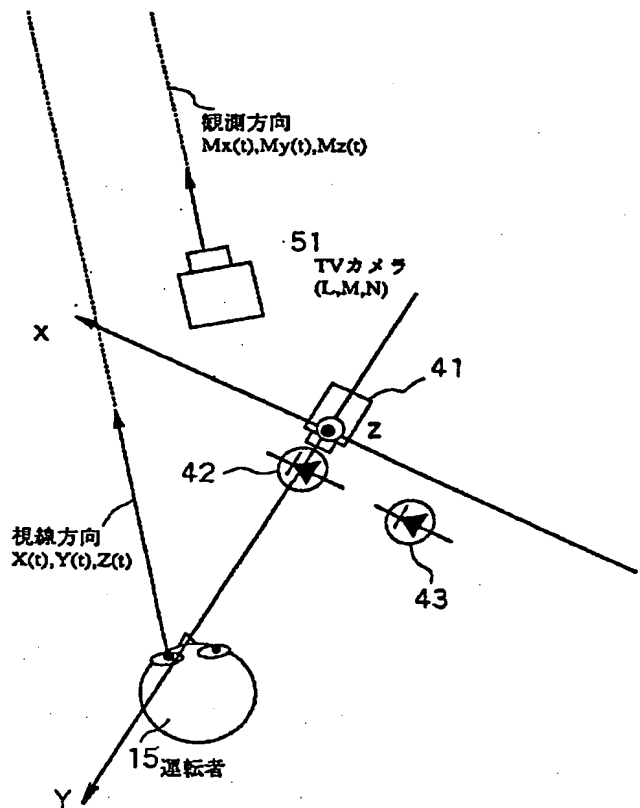 観測方向
Mx(t),My(t),Mz(t)
51
TVカメラ
(L,M,N)
X
41
Z
42
視線方向
X(t),Y(t),Z(t)
43
15運転者
Y